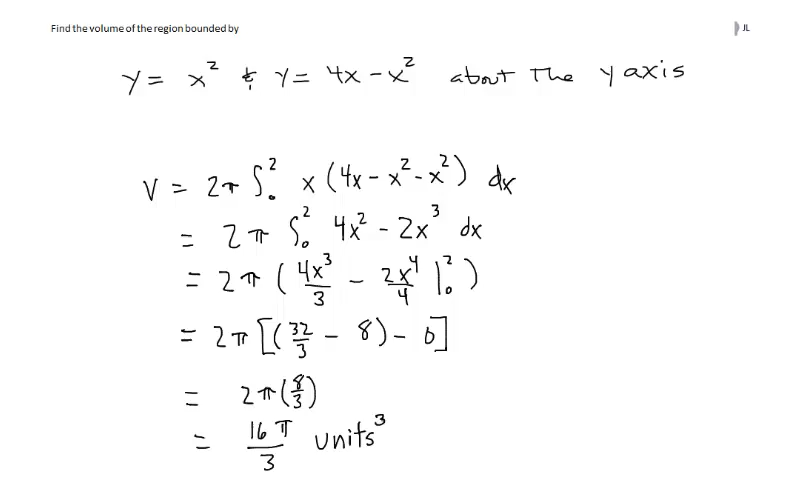 Find the volume of the region bounded by
JL
y = x² & y = 4x - x² about the y axis
V = 2π ∫₀² x (4x - x² - x²) dx
= 2π ∫₀² 4x² - 2x³ dx
= 2π ( 4x³/3 - 2x⁴/4 |₀² )
= 2π [(32/3 - 8) - 0]
= 2π (8/3)
= 16π/3 units³